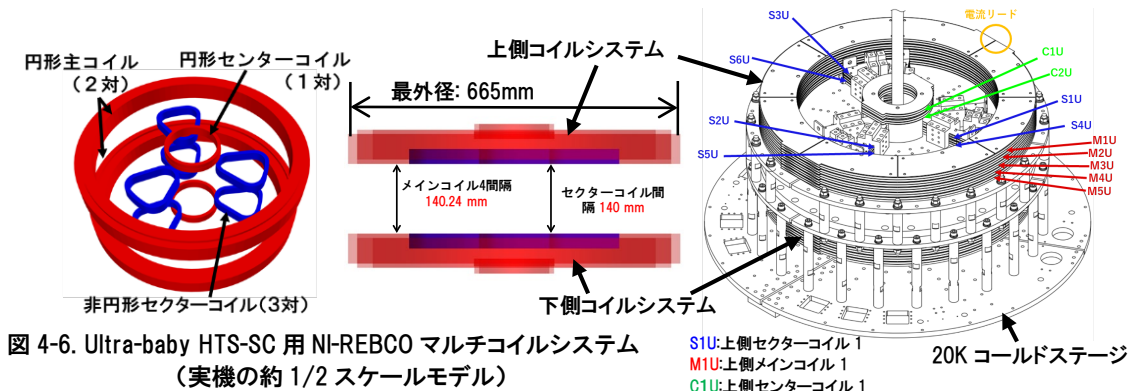 円形主コイル
(2対)
円形センターコイル
(1対)
非円形セクターコイル(3対)
上側コイルシステム
最外径: 665mm
メインコイル4間隔
140.24 mm
セクターコイル間
隔 140 mm
下側コイルシステム
電流リード
S3U
S6U
C1U
C2U
S2U
S5U
S1U
S4U
M1U
M2U
M3U
M4U
M5U
20K コールドステージ
S1U:上側セクターコイル 1
M1U:上側メインコイル 1
C1U:上側センターコイル 1
図 4-6. Ultra-baby HTS-SC 用 NI-REBCO マルチコイルシステム
(実機の約 1/2 スケールモデル)